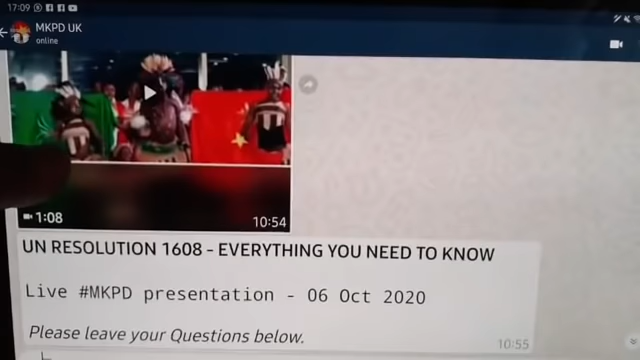 17:09
MKPD UK
online
1:08
10:54
UN RESOLUTION 1608 - EVERYTHING YOU NEED TO KNOW
Live #MKPD presentation - 06 Oct 2020
Please leave your Questions below.
10:55